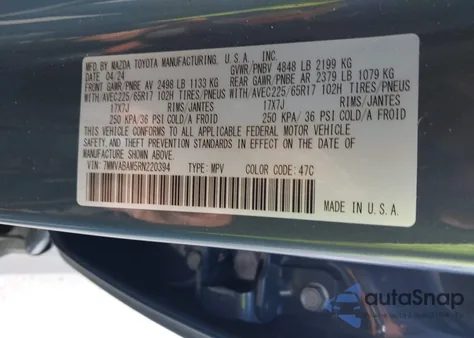 MFD BY MAZDA TOYOTA MANUFACTURING, U.S.A., INC.
DATE 04/24 GVWR/PNBV 4848 LB 2199 KG
FRONT GAWR/PNBE AV 2498 LB 1133 KG REAR GAWR/PNBE AR 2379 LB 1079 KG
WITH/AVEC225/65R17 102H TIRES/PNEUS WITH/AVEC225/65R17 102H TIRES/PNEUS
17X7J RIMS/JANTES 17X7J RIMS/JANTES
250 KPA/36 PSI COLD/A FROID 250 KPA/36 PSI COLD/A FROID
THIS VEHICLE CONFORMS TO ALL APPLICABLE FEDERAL MOTOR VEHICLE
SAFETY, BUMPER, AND THEFT PREVENTION STANDARDS IN EFFECT ON THE
DATE OF MANUFACTURE SHOWN ABOVE.
VIN: 7MMVABAM5RN220394 TYPE: MPV COLOR CODE: 47C
MADE IN U.S.A.
autoSnap